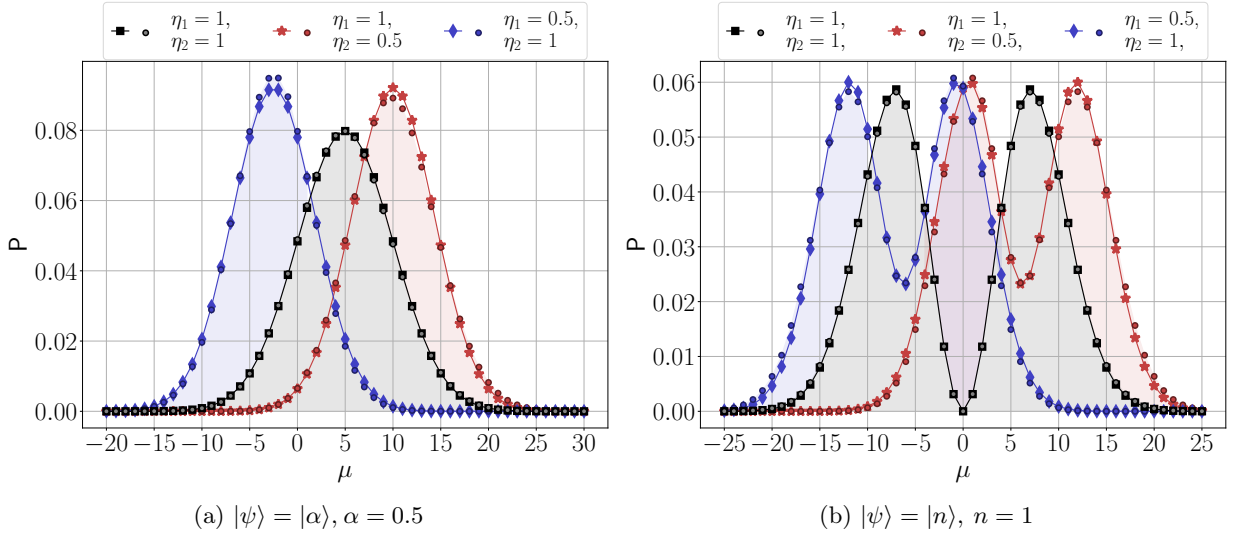 η₁ = 1, η₁ = 1, η₁ = 0.5,
η₂ = 1 η₂ = 0.5 η₂ = 1
P
0.08
0.06
0.04
0.02
0.00
−20 −15 −10 −5 0 5 10 15 20 25 30
μ
(a) |ψ⟩ = |α⟩, α = 0.5
η₁ = 1, η₁ = 1, η₁ = 0.5,
η₂ = 1, η₂ = 0.5, η₂ = 1,
P
0.06
0.05
0.04
0.03
0.02
0.01
0.00
−25 −20 −15 −10 −5 0 5 10 15 20 25
μ
(b) |ψ⟩ = |n⟩, n = 1